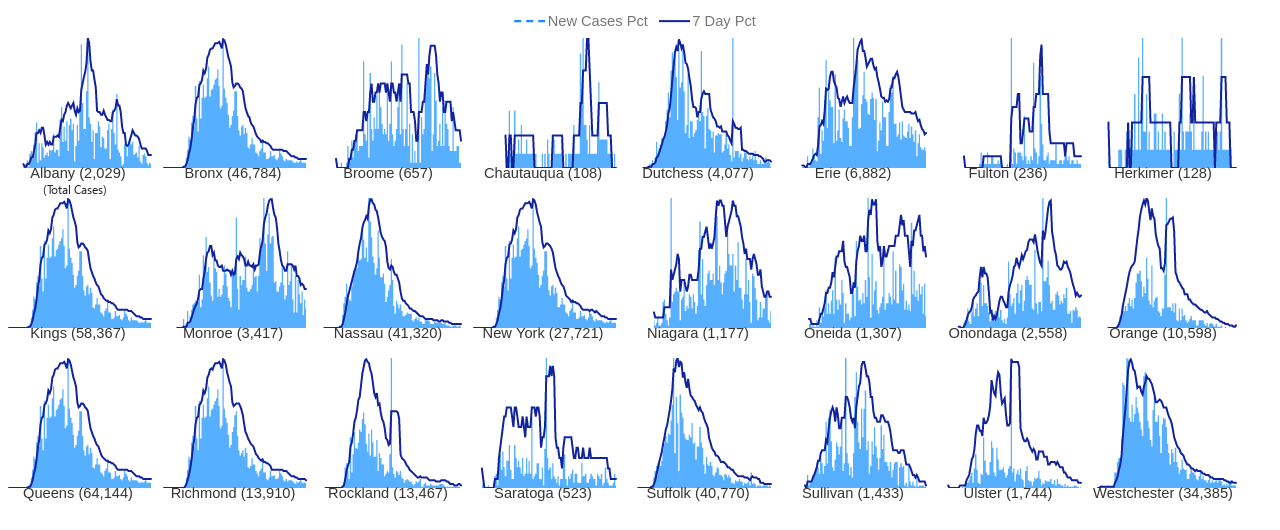 New Cases Pct 7 Day Pct
Albany (2,029) Bronx (46,784) Broome (657) Chautauqua (108) Dutchess (4,077) Erie (6,882) Fulton (236) Herkimer (128)
(Total Cases)
Kings (58,367) Monroe (3,417) Nassau (41,320) New York (27,721) Niagara (1,177) Oneida (1,307) Onondaga (2,558) Orange (10,598)
Queens (64,144) Richmond (13,910) Rockland (13,467) Saratoga (523) Suffolk (40,770) Sullivan (1,433) Ulster (1,744) Westchester (34,385)